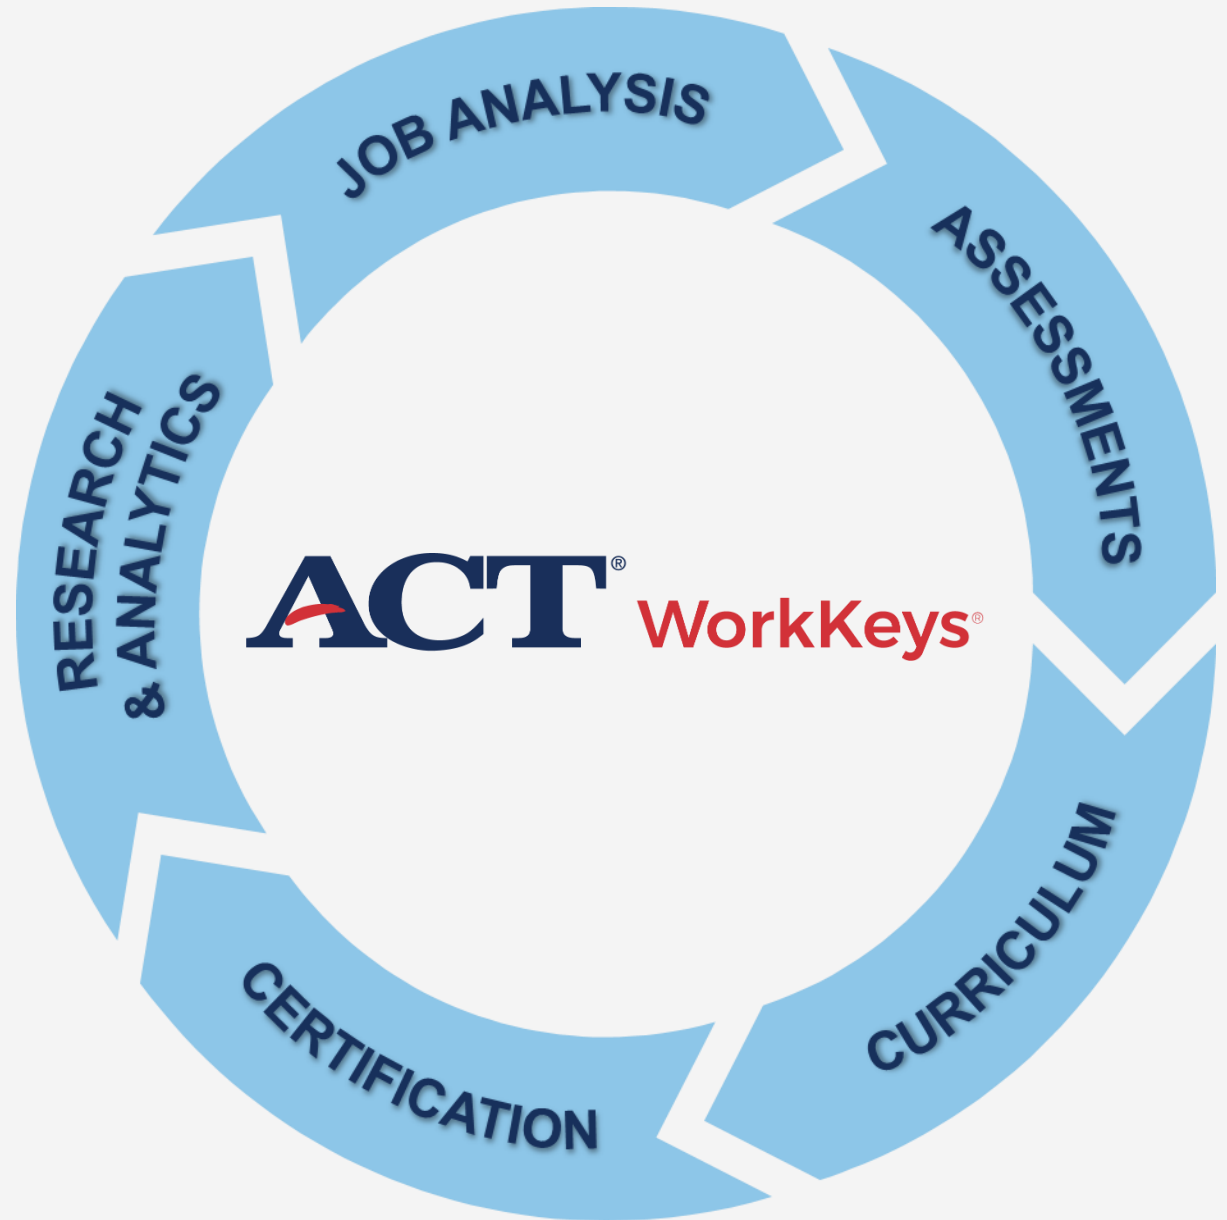 JOB ANALYSIS
ASSESSMENTS
CURRICULUM
CERTIFICATION
RESEARCH
& ANALYTICS
ACT® WorkKeys®